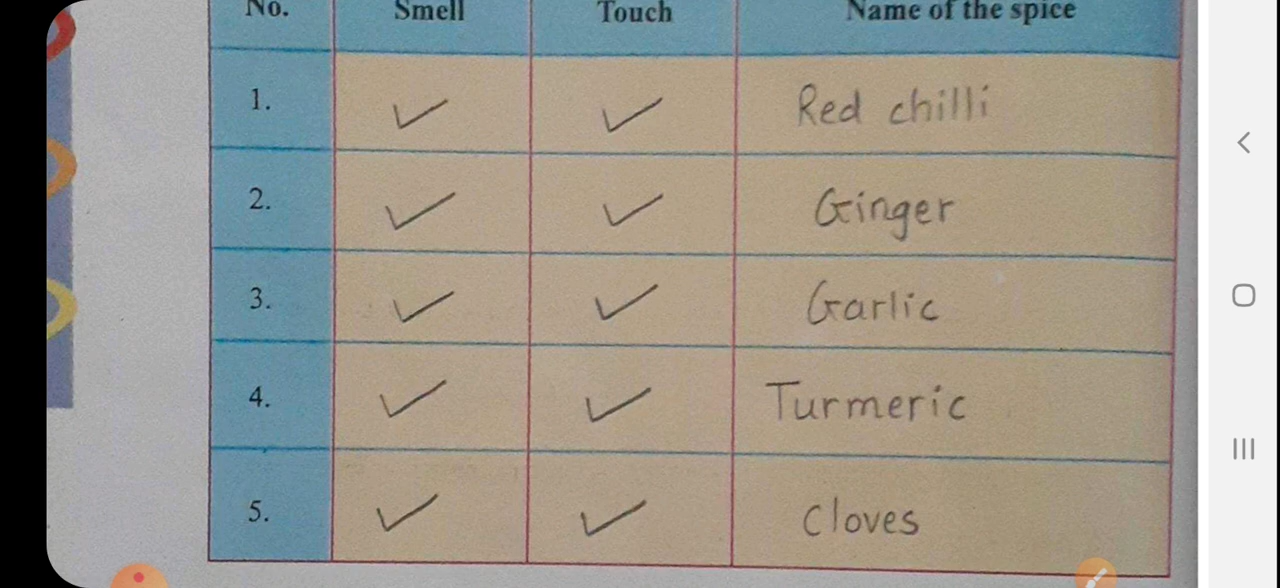 No. Smell Touch Name of the spice
1. ✓ ✓ Red chilli
2. ✓ ✓ Ginger
3. ✓ ✓ Garlic
4. ✓ ✓ Turmeric
5. ✓ ✓ Cloves